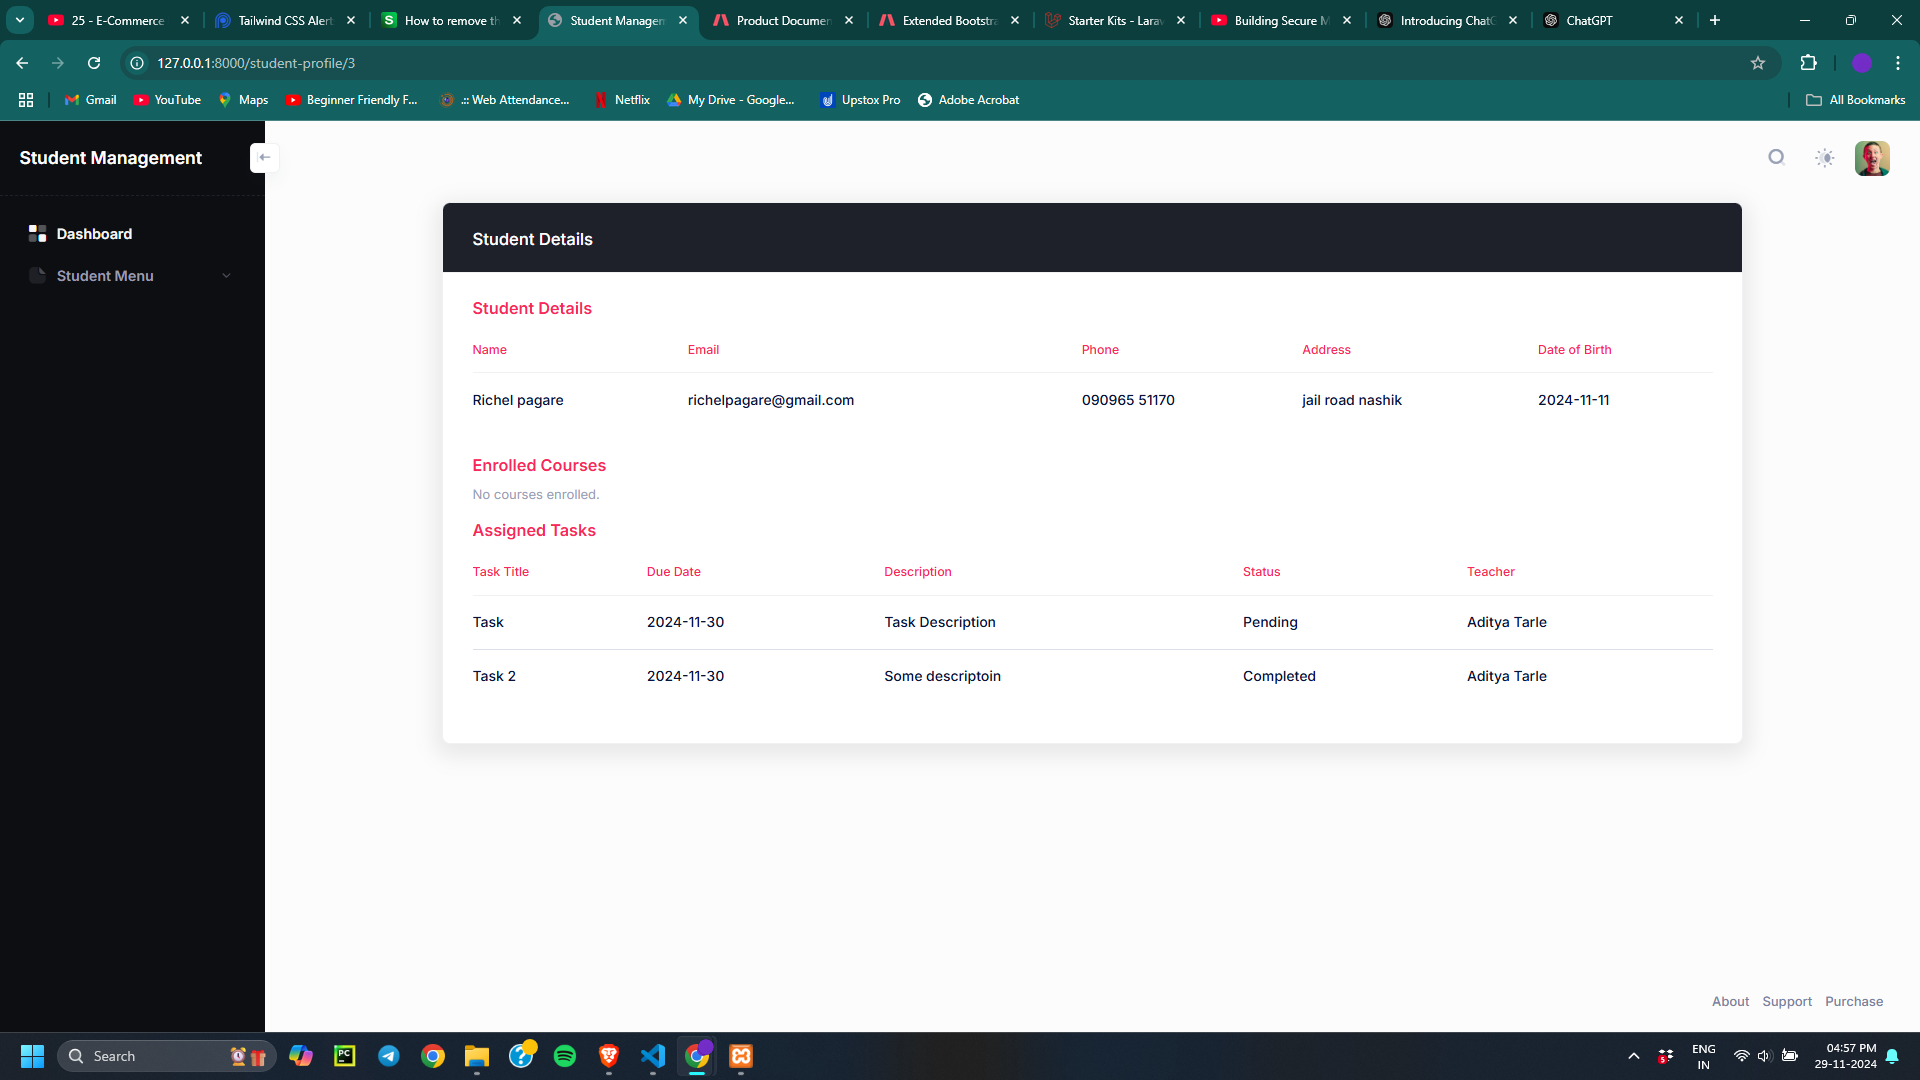 25 - E-Commerce
Tailwind CSS Alert
How to remove th
Student Managem
Product Documen
Extended Bootstra
Starter Kits - Larav
Building Secure M
Introducing ChatG
ChatGPT
127.0.0.1:8000/student-profile/3
Gmail
YouTube
Maps
Beginner Friendly F...
.:: Web Attendance...
Netflix
My Drive - Google...
Upstox Pro
Adobe Acrobat
All Bookmarks
Student Management
Dashboard
Student Menu
Student Details
Student Details
Name Email Phone Address Date of Birth
Richel pagare richelpagare@gmail.com 090965 51170 jail road nashik 2024-11-11
Enrolled Courses
No courses enrolled.
Assigned Tasks
Task Title Due Date Description Status Teacher
Task 2024-11-30 Task Description Pending Aditya Tarle
Task 2 2024-11-30 Some descriptoin Completed Aditya Tarle
About Support Purchase
Search
PC
5
ENG
IN
04:57 PM
29-11-2024